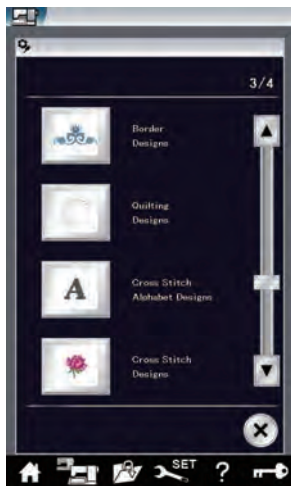 3/4
Border
Designs
Quilting
Designs
A
Cross Stitch
Alphabet Designs
Cross Stitch
Designs
SET
?